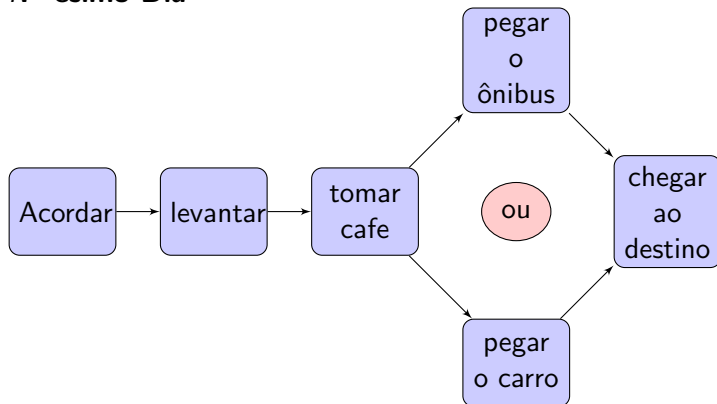 pegar
o
ônibus
Acordar
levantar
tomar
cafe
ou
chegar
ao
destino
pegar
o carro